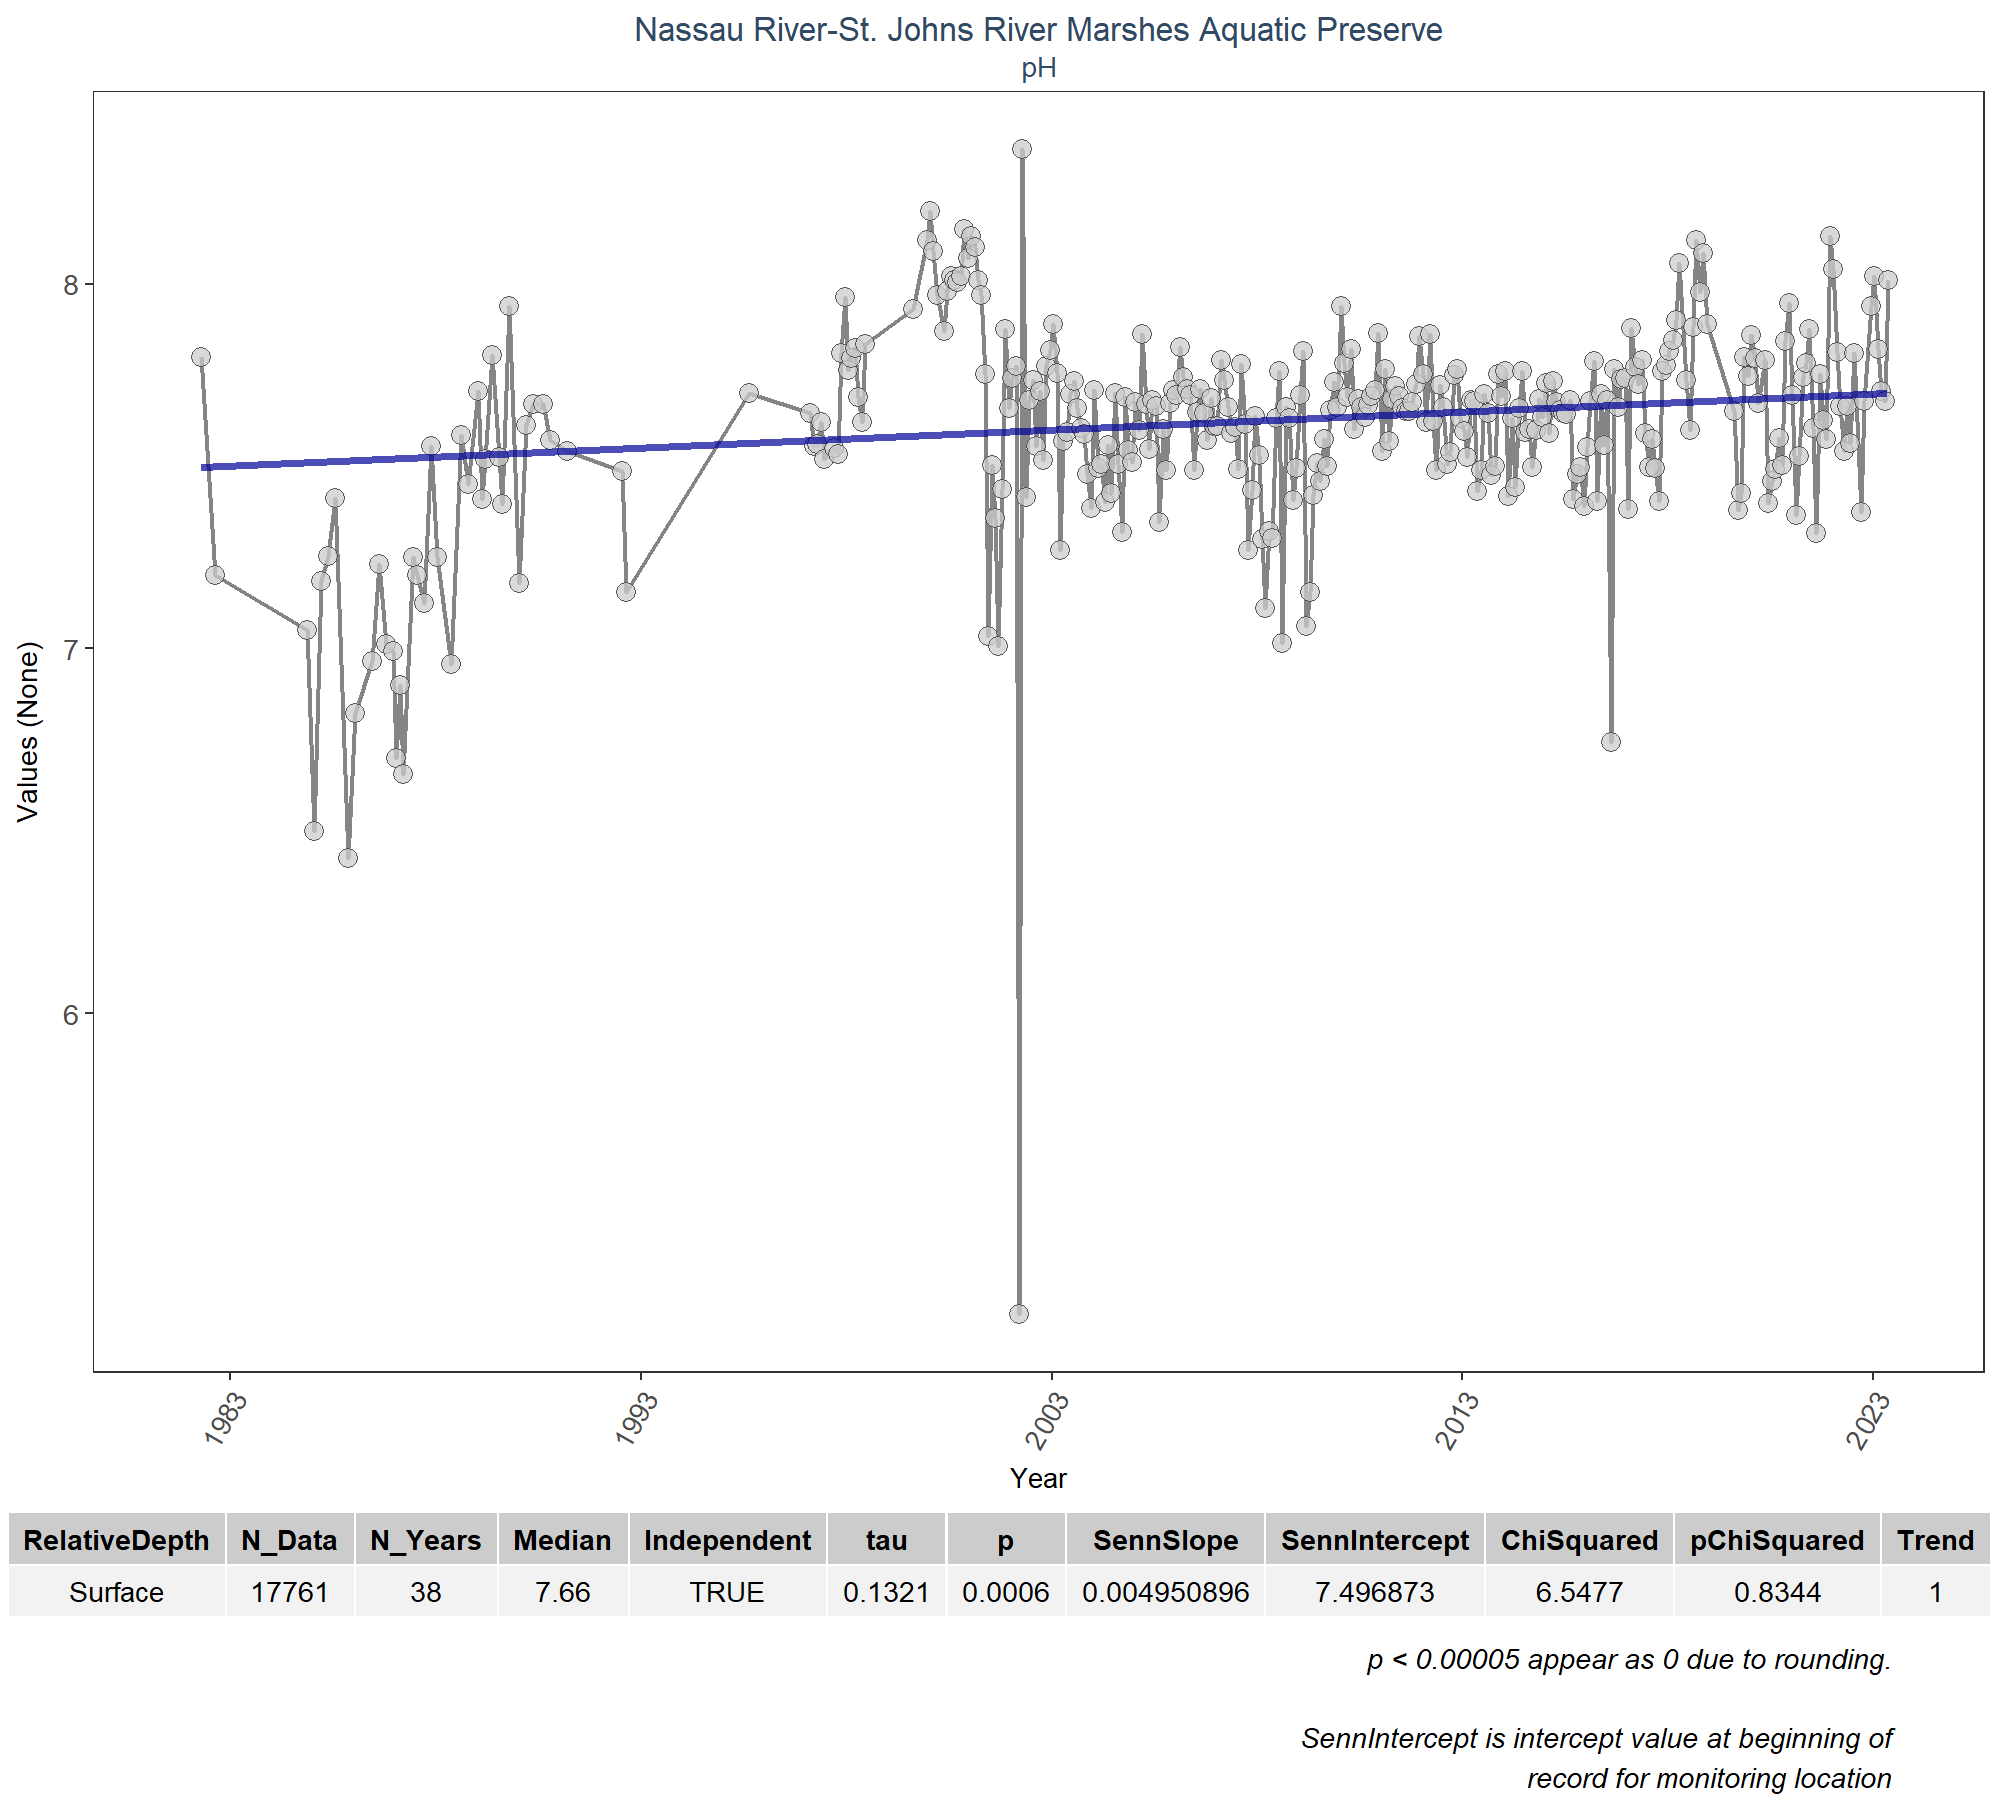 Nassau River-St. Johns River Marshes Aquatic Preserve
pH
8
7
6
Values (None)
1983 1993 2003 2013 2023
Year
RelativeDepth N_Data N_Years Median Independent tau p SennSlope SennIntercept ChiSquared pChiSquared Trend
Surface 17761 38 7.66 TRUE 0.1321 0.0006 0.004950896 7.496873 6.5477 0.8344 1
p < 0.00005 appear as 0 due to rounding.
SennIntercept is intercept value at beginning of
record for monitoring location